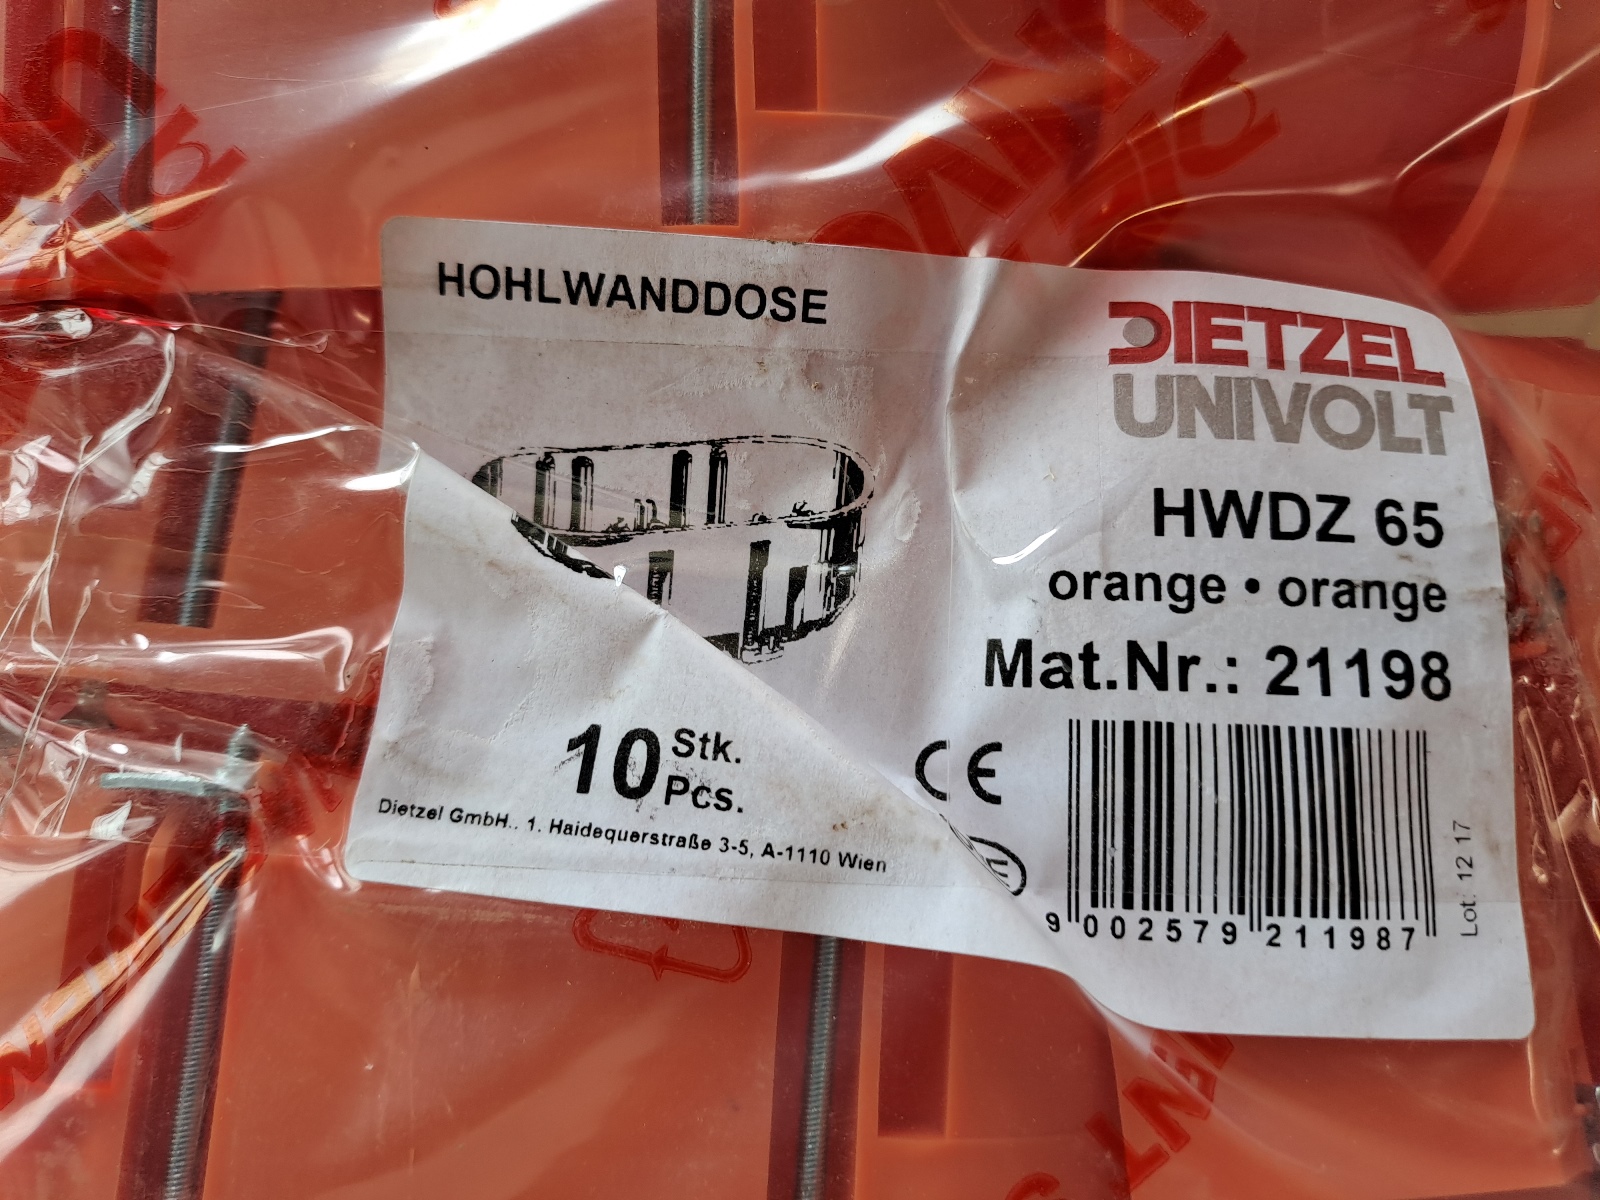 HOHLWANDDOSE
DIETZEL
UNIVOLT
HWDZ 65
orange • orange
Mat.Nr.: 21198
10 Stk.
Pcs.
CE
Dietzel GmbH., 1. Haidequerstraße 3-5, A-1110 Wien
9 002579 211987
Lot: 12 17